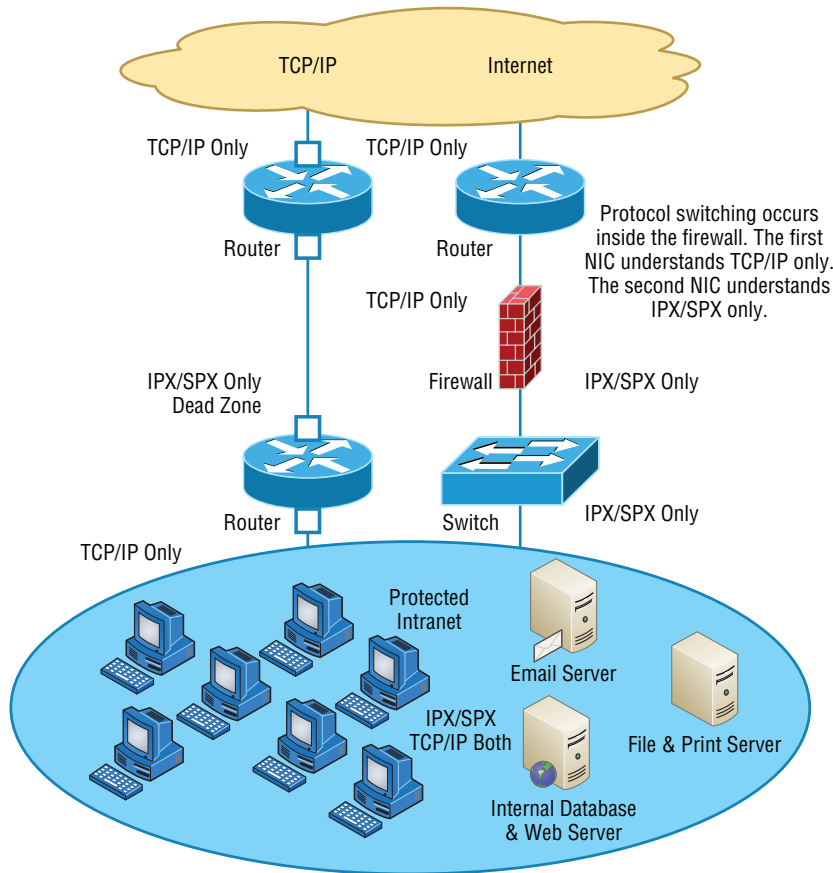 TCP/IP
Internet
TCP/IP Only
TCP/IP Only
Router
Router
Protocol switching occurs
inside the firewall. The first
NIC understands TCP/IP only.
The second NIC understands
IPX/SPX only.
TCP/IP Only
IPX/SPX Only
Dead Zone
Firewall
IPX/SPX Only
Router
Switch
IPX/SPX Only
TCP/IP Only
Protected
Intranet
Email Server
IPX/SPX
TCP/IP Both
File & Print Server
Internal Database
& Web Server